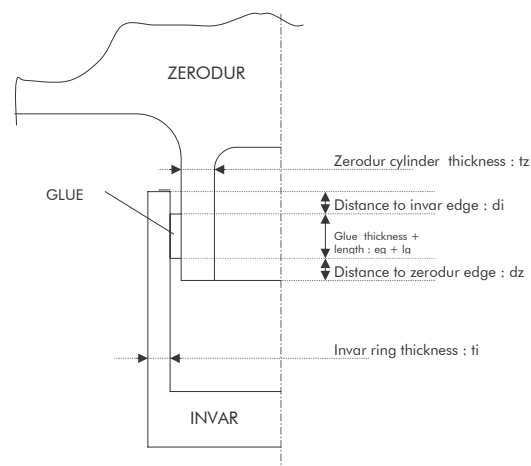 ZERODUR
Zerodur cylinder thickness : tz
GLUE
Distance to invar edge : di
Glue thickness +
length : eg + lg
Distance to zerodur edge : dz
Invar ring thickness : ti
INVAR